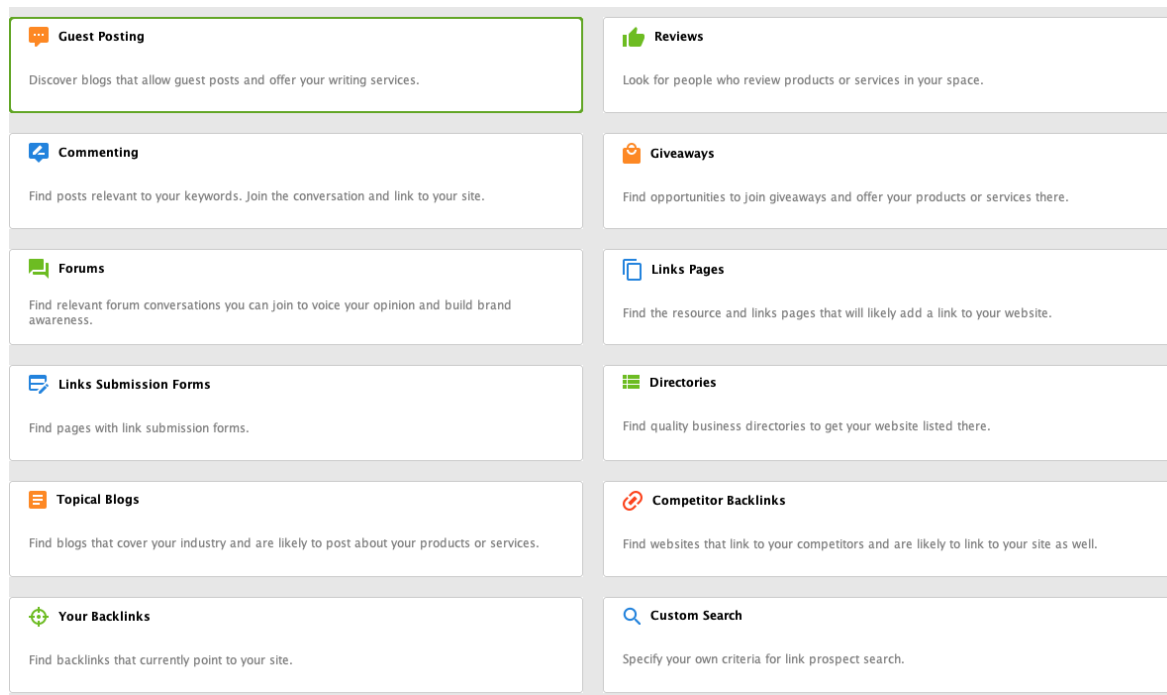 Guest Posting
Discover blogs that allow guest posts and offer your writing services.
Reviews
Look for people who review products or services in your space.
Commenting
Find posts relevant to your keywords. Join the conversation and link to your site.
Giveaways
Find opportunities to join giveaways and offer your products or services there.
Forums
Find relevant forum conversations you can join to voice your opinion and build brand
awareness.
Links Pages
Find the resource and links pages that will likely add a link to your website.
Links Submission Forms
Find pages with link submission forms.
Directories
Find quality business directories to get your website listed there.
Topical Blogs
Find blogs that cover your industry and are likely to post about your products or services.
Competitor Backlinks
Find websites that link to your competitors and are likely to link to your site as well.
Your Backlinks
Find backlinks that currently point to your site.
Custom Search
Specify your own criteria for link prospect search.